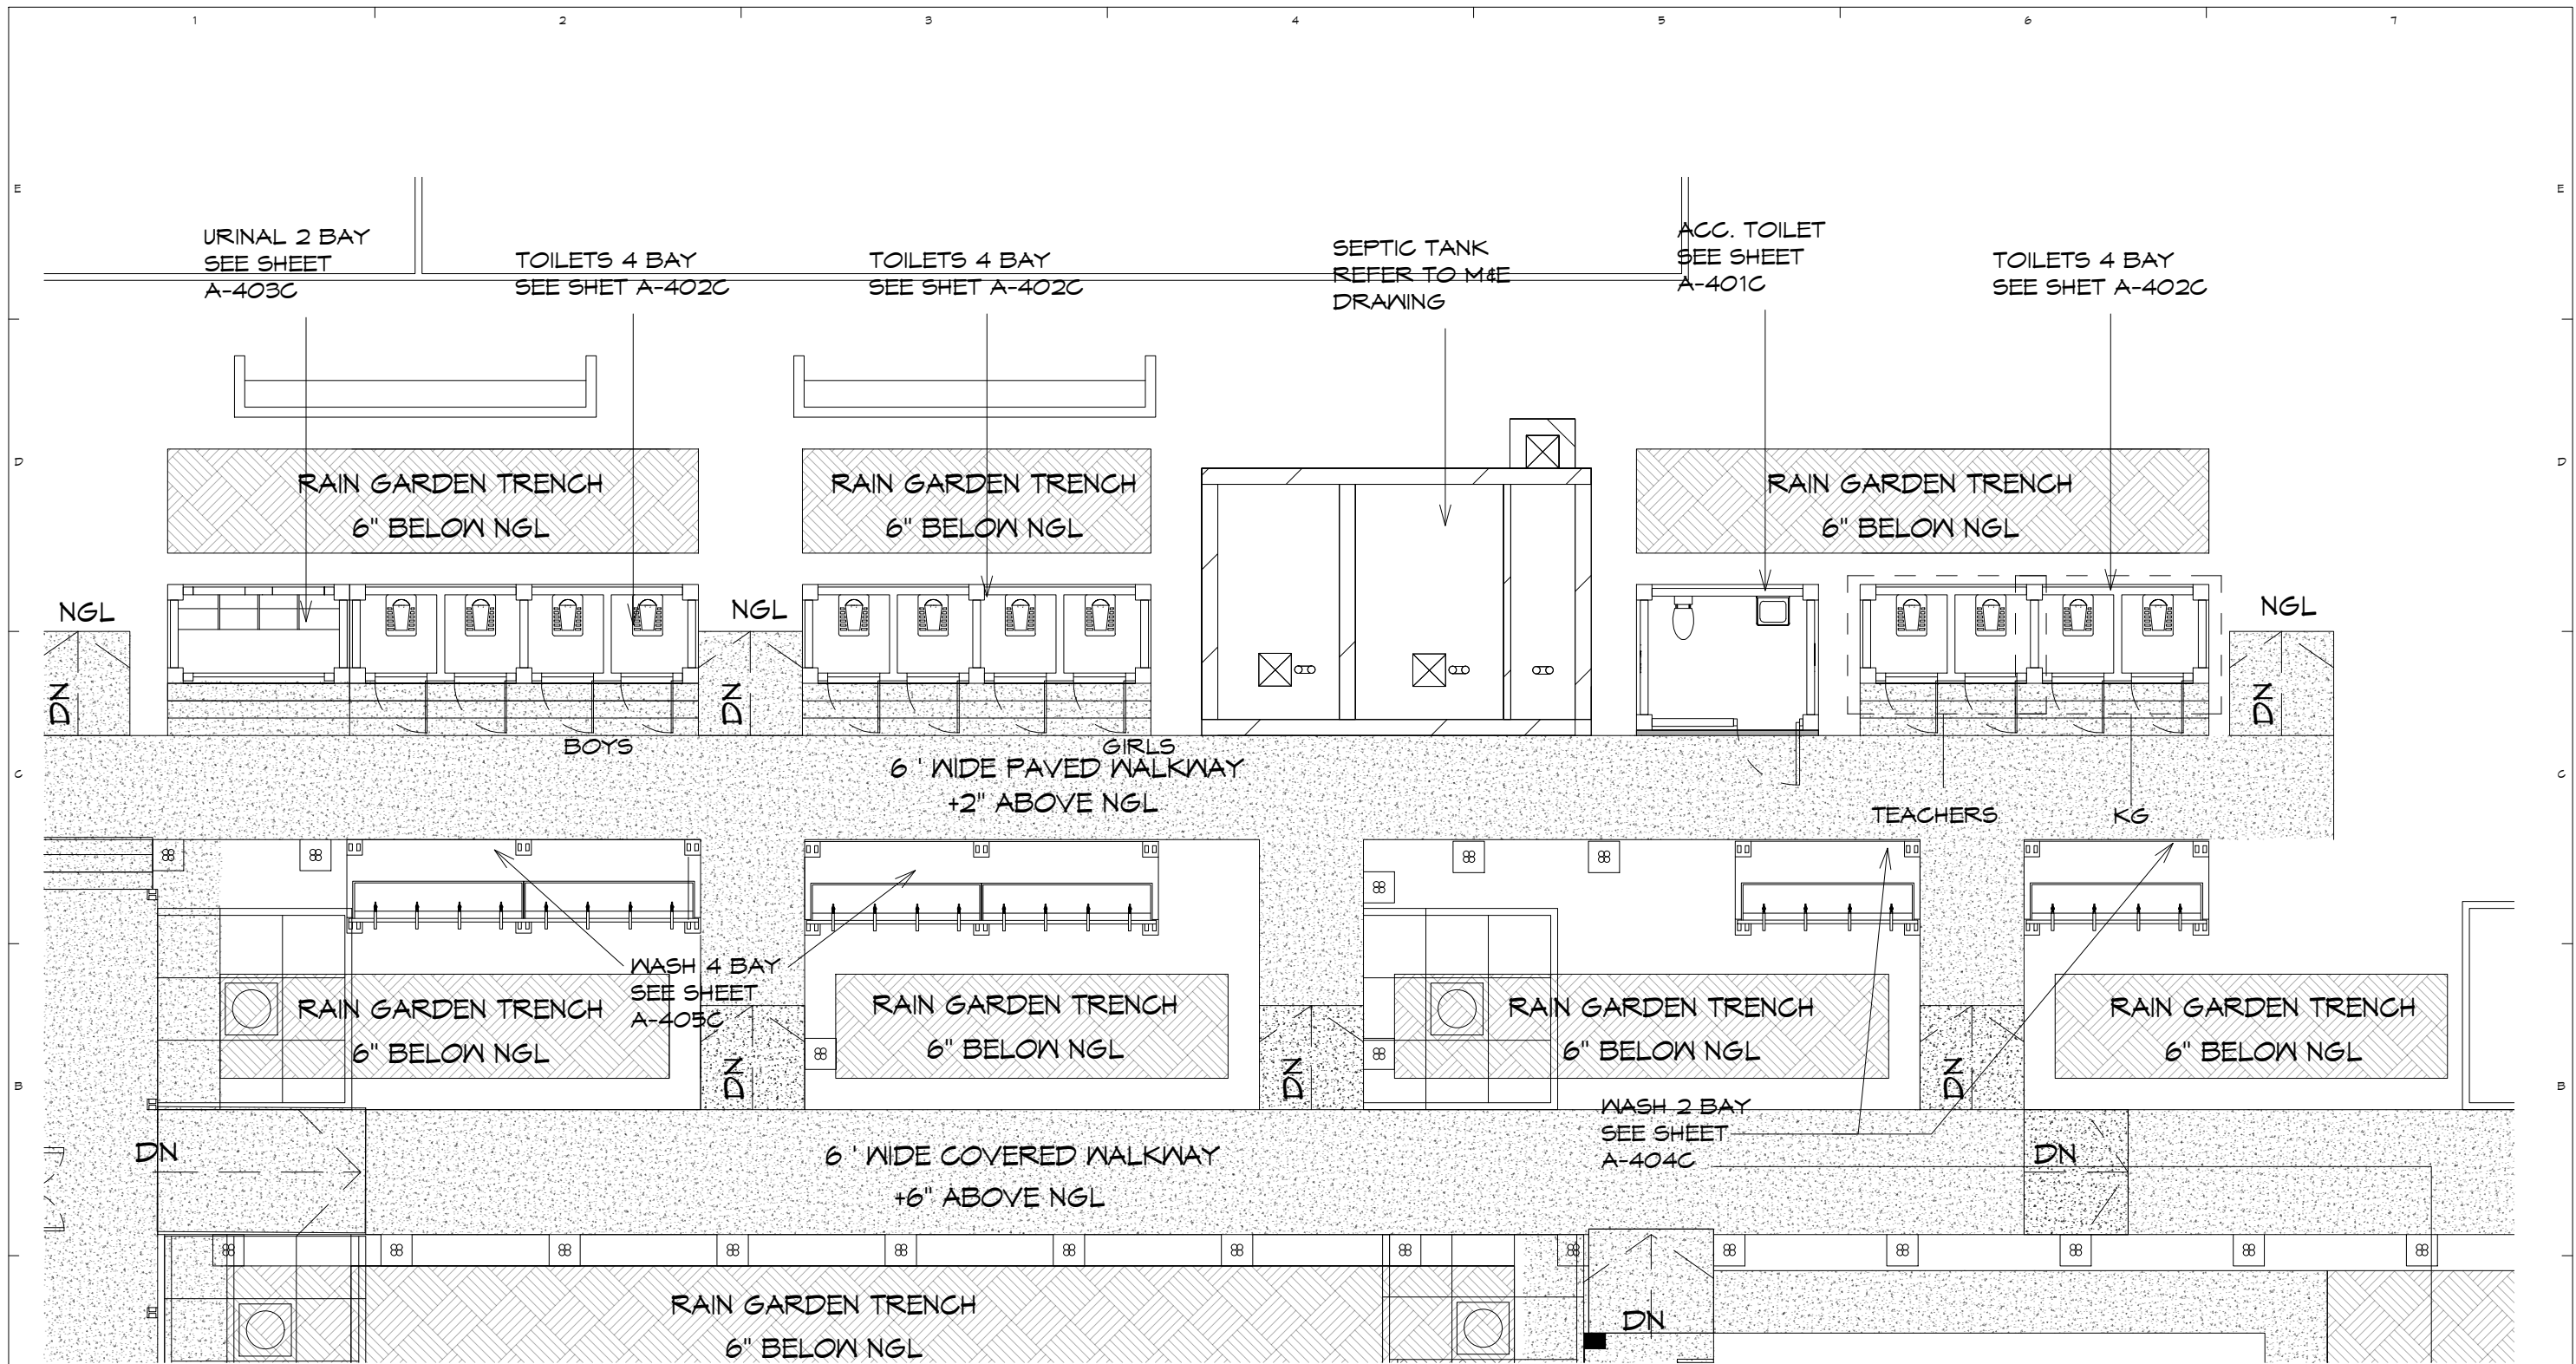 1 2 3 4 5 6 7
E E
URINAL 2 BAY
SEE SHEET
A-403C
TOILETS 4 BAY
SEE SHET A-402C
TOILETS 4 BAY
SEE SHET A-402C
SEPTIC TANK
REFER TO M&E
DRAWING
ACC. TOILET
SEE SHEET
A-401C
TOILETS 4 BAY
SEE SHET A-402C
D D
RAIN GARDEN TRENCH
6" BELOW NGL
RAIN GARDEN TRENCH
6" BELOW NGL
RAIN GARDEN TRENCH
6" BELOW NGL
NGL
NGL
NGL
DN
DN
DN
BOYS
GIRLS
C C
6 ' WIDE PAVED WALKWAY
+2" ABOVE NGL
TEACHERS
KG
WASH 4 BAY
SEE SHEET
A-405C
RAIN GARDEN TRENCH
6" BELOW NGL
RAIN GARDEN TRENCH
6" BELOW NGL
RAIN GARDEN TRENCH
6" BELOW NGL
RAIN GARDEN TRENCH
6" BELOW NGL
DN
DN
DN
B B
WASH 2 BAY
SEE SHEET
A-404C
DN
6 ' WIDE COVERED WALKWAY
+6" ABOVE NGL
DN
RAIN GARDEN TRENCH
6" BELOW NGL
DN